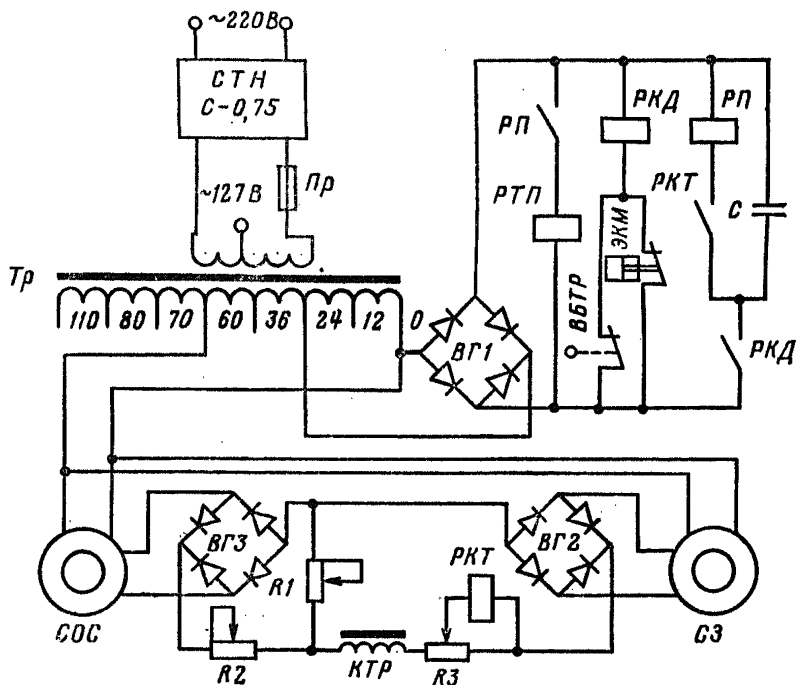 ~220В
СТН
С-0,75
~127В
Пр
Тр
110 80 70 60 36 24 12 0
ВГ1
РП
РТП
РКД
ЭКМ
ВБТР
РП
РКТ
С
РКД
СОС
ВГ3
R1
R2
КТР
R3
РКТ
ВГ2
СЗ